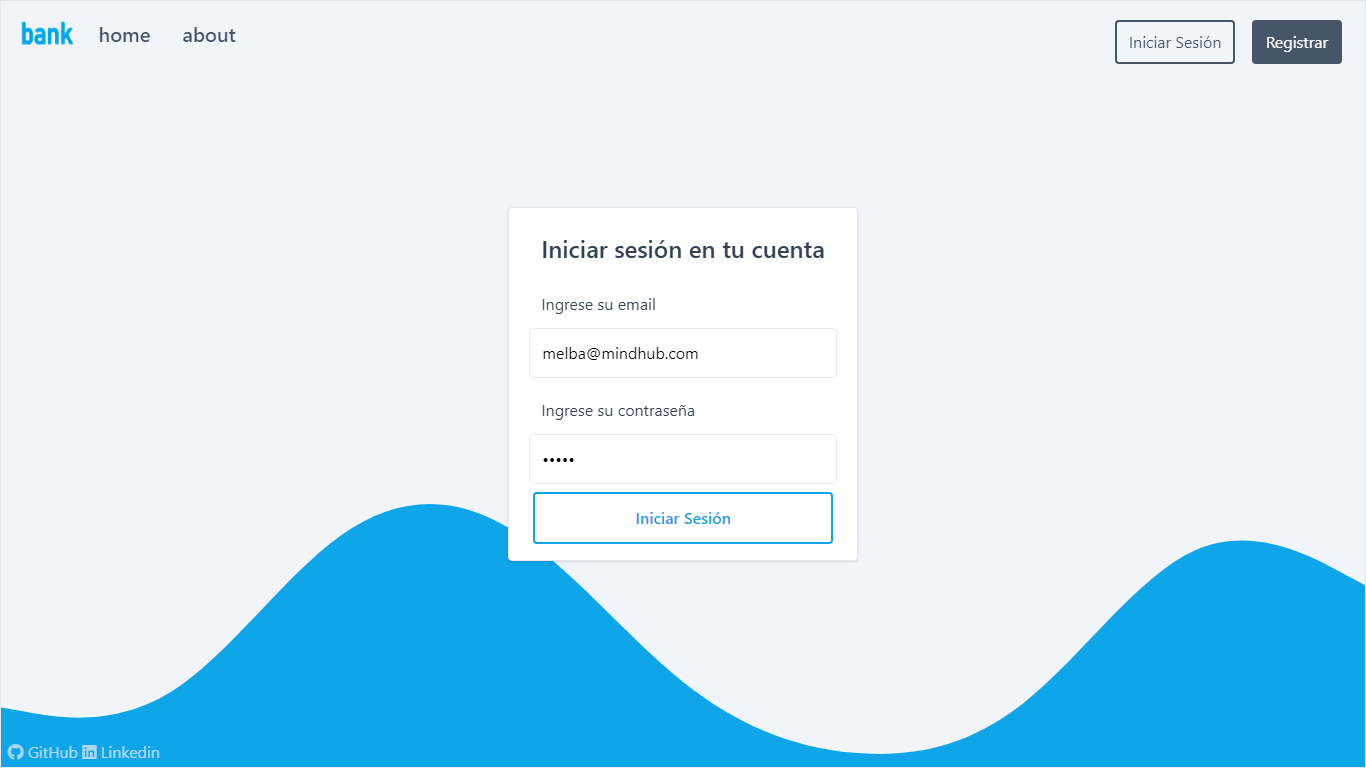 bank home about Iniciar Sesión Registrar
Iniciar sesión en tu cuenta
Ingrese su email
melba@mindhub.com
Ingrese su contraseña
•••••
Iniciar Sesión
GitHub Linkedin